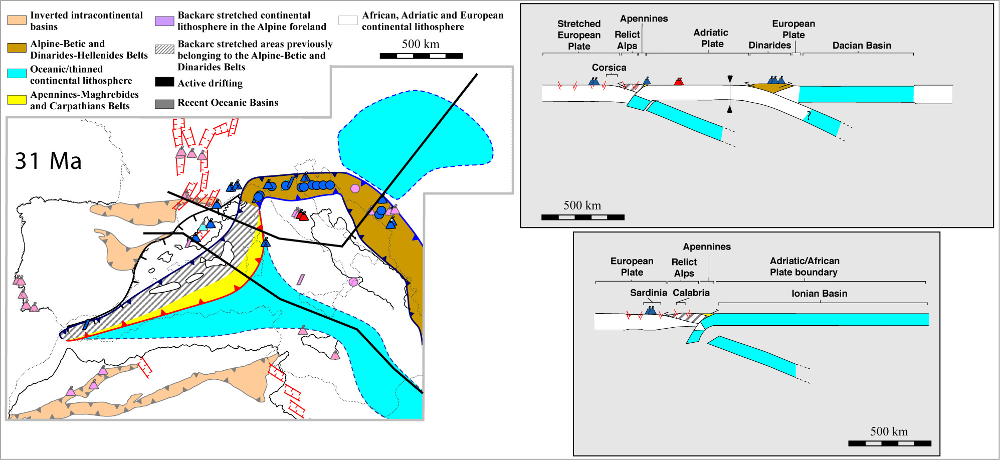 Inverted intracontinental
basins
Alpine-Betic and
Dinarides-Hellenides Belts
Oceanic/thinned
continental lithosphere
Apennines-Maghrebides
and Carpathians Belts
Backarc stretched continental
lithosphere in the Alpine foreland
Backarc stretched areas previously
belonging to the Alpine-Betic and
Dinarides Belts
Active drifting
Recent Oceanic Basins
African, Adriatic and European
continental lithosphere
500 km
31 Ma
Stretched
European
Plate
Relict
Alps
Apennines
Adriatic
Plate
Dinarides
European
Plate
Dacian Basin
Corsica
?
500 km
European
Plate
Relict
Alps
Apennines
Adriatic/African
Plate boundary
Sardinia
Calabria
Ionian Basin
500 km